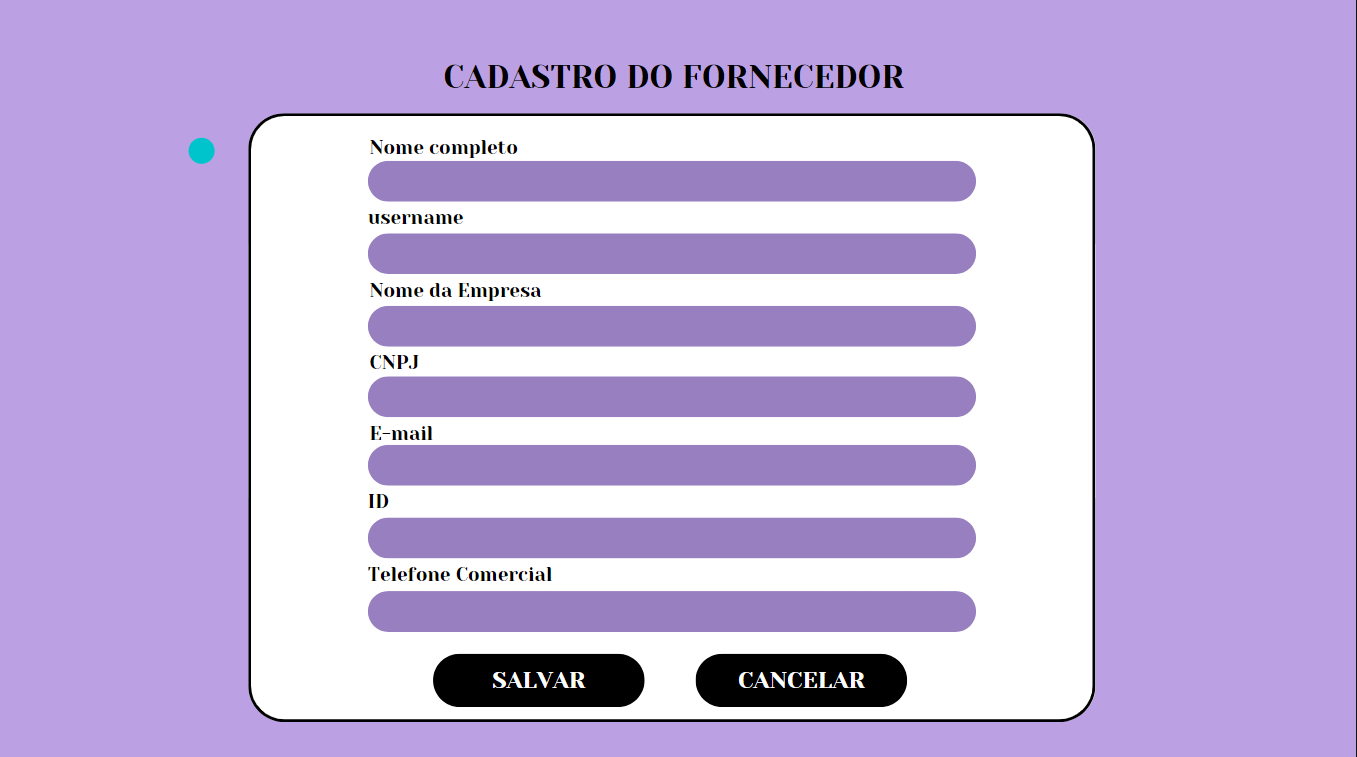 CADASTRO DO FORNECEDOR
Nome completo
username
Nome da Empresa
CNPJ
E-mail
ID
Telefone Comercial
SALVAR
CANCELAR